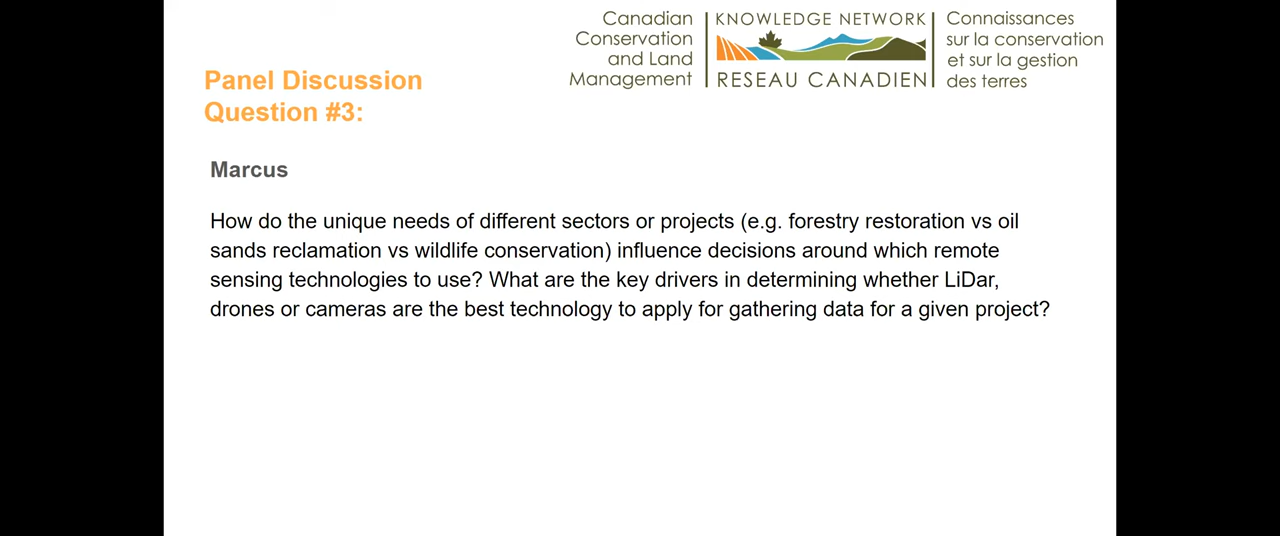 Canadian
Conservation
and Land
Management
KNOWLEDGE NETWORK
RESEAU CANADIEN
Connaissances
sur la conservation
et sur la gestion
des terres
Panel Discussion
Question #3:
Marcus
How do the unique needs of different sectors or projects (e.g. forestry restoration vs oil
sands reclamation vs wildlife conservation) influence decisions around which remote
sensing technologies to use? What are the key drivers in determining whether LiDar,
drones or cameras are the best technology to apply for gathering data for a given project?